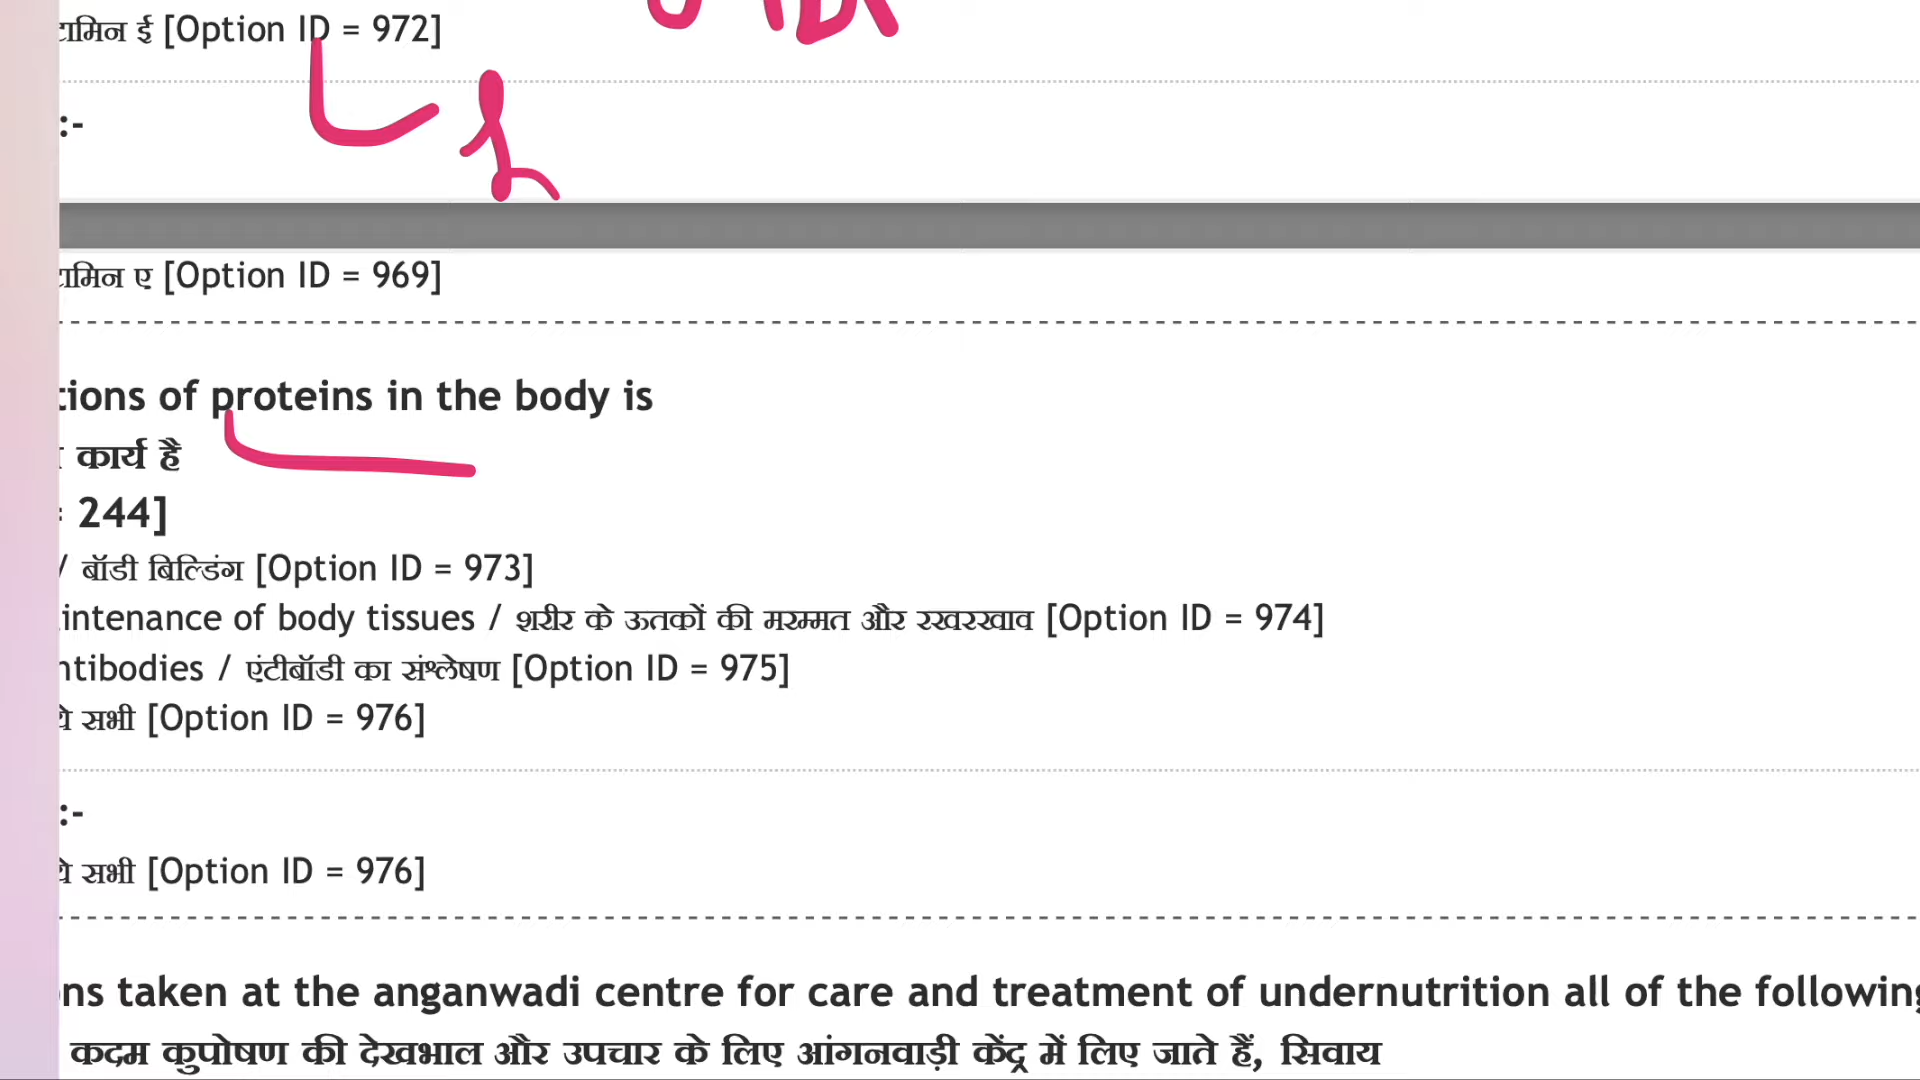 टामिन ई [Option ID = 972]
:-
टामिन ए [Option ID = 969]
tions of proteins in the body is
कार्य है
= 244]
/ बॉडी बिल्डिंग [Option ID = 973]
intenance of body tissues / शरीर के ऊतकों की मरम्मत और रखरखाव [Option ID = 974]
ntibodies / एंटीबॉडी का संश्लेषण [Option ID = 975]
ये सभी [Option ID = 976]
:-
ये सभी [Option ID = 976]
ns taken at the anganwadi centre for care and treatment of undernutrition all of the following
कदम कुपोषण की देखभाल और उपचार के लिए आंगनवाड़ी केंद्र में लिए जाते हैं, सिवाय